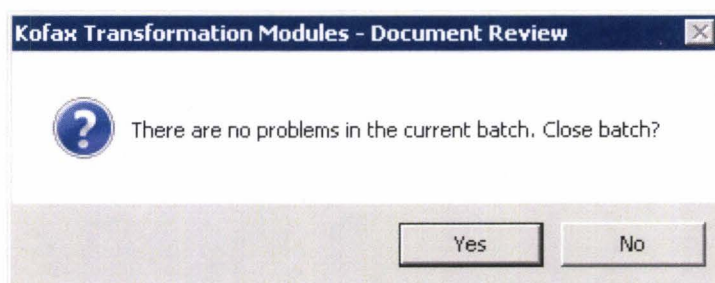 Kofax Transformation Modules - Document Review
There are no problems in the current batch. Close batch?
Yes
No